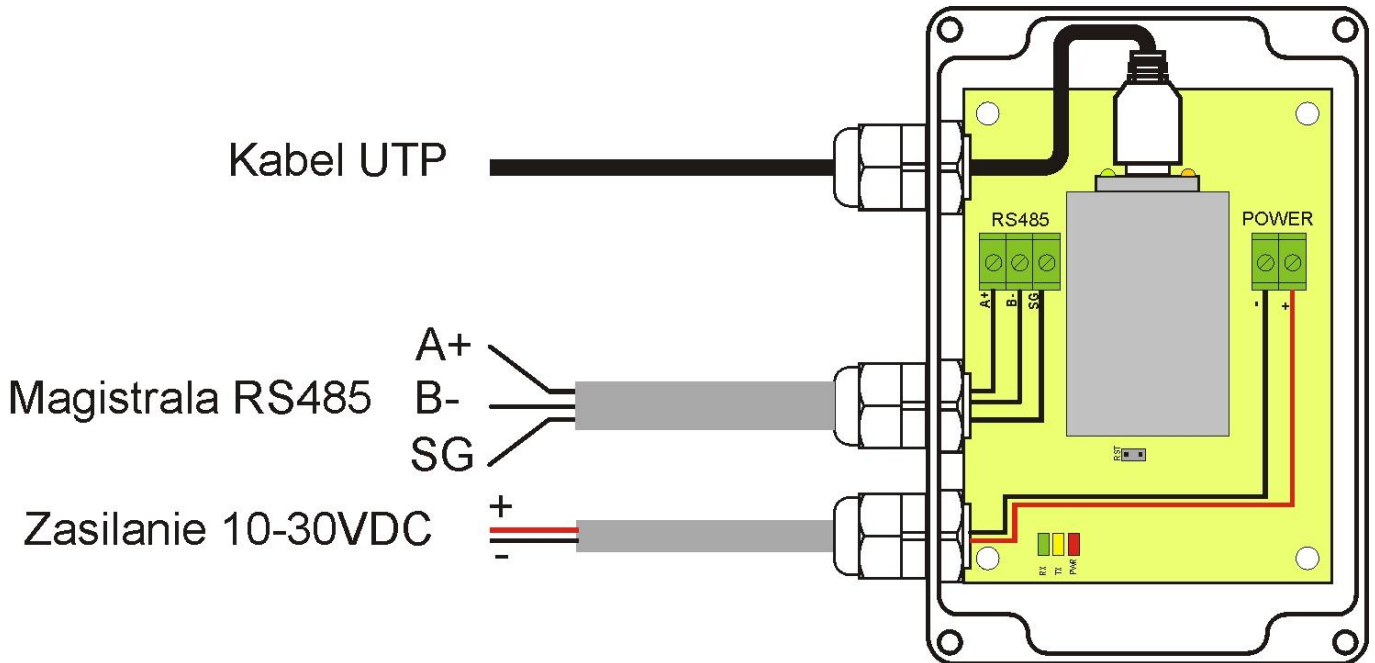 Kabel UTP
RS485
POWER
A+
B-
SG
-
+
A+
Magistrala RS485 B-
SG
Zasilanie 10-30VDC
+
-
RST
RX
TX
PWR